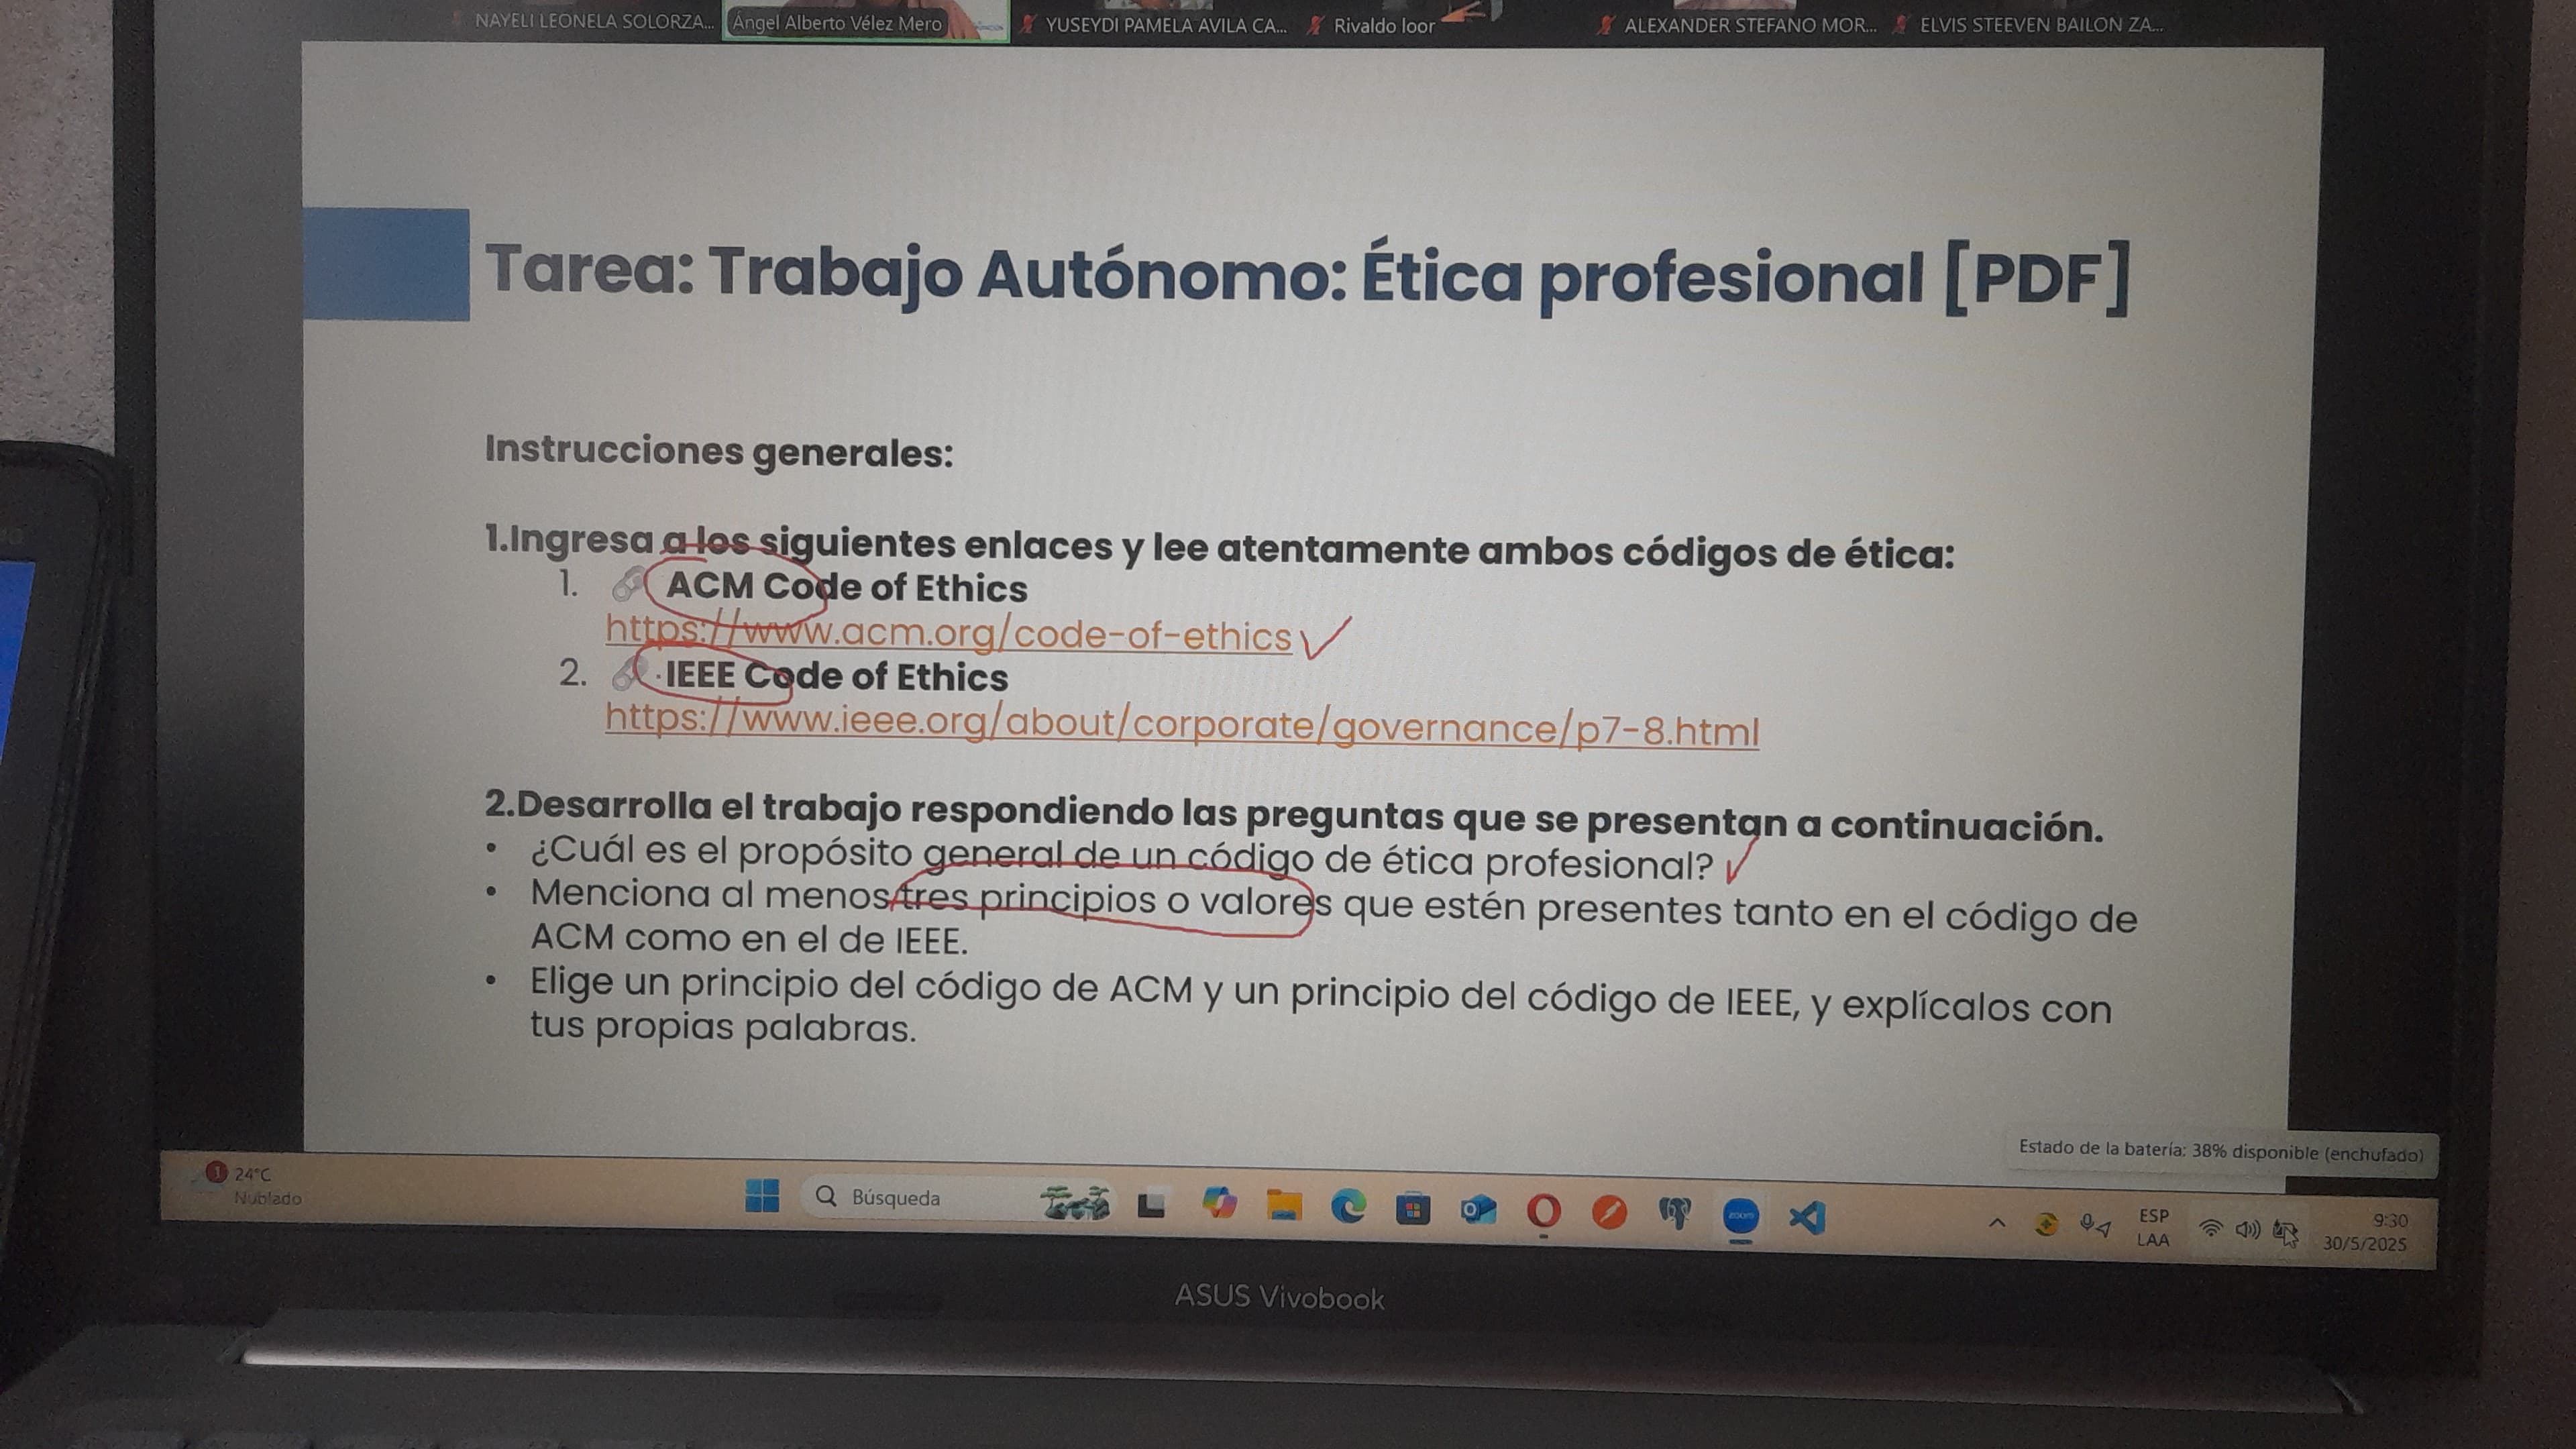 NAYELI LEONELA SOLORZA...
Ángel Alberto Vélez Mero
YUSEYDI PAMELA AVILA CA...
Rivaldo loor
ALEXANDER STEFANO MOR...
ELVIS STEEVEN BAILON ZA...
Tarea: Trabajo Autónomo: Ética profesional [PDF]
Instrucciones generales:
1.Ingresa a los siguientes enlaces y lee atentamente ambos códigos de ética:
1. ACM Code of Ethics
https://www.acm.org/code-of-ethics
2. IEEE Code of Ethics
https://www.ieee.org/about/corporate/governance/p7-8.html
2.Desarrolla el trabajo respondiendo las preguntas que se presentan a continuación.
• ¿Cuál es el propósito general de un código de ética profesional?
• Menciona al menos tres principios o valores que estén presentes tanto en el código de
ACM como en el de IEEE.
• Elige un principio del código de ACM y un principio del código de IEEE, y explícalos con
tus propias palabras.
Estado de la batería: 38% disponible (enchufado)
1
24°C
Nublado
Búsqueda
zoom
ESP
LAA
9:30
30/5/2025
ASUS Vivobook